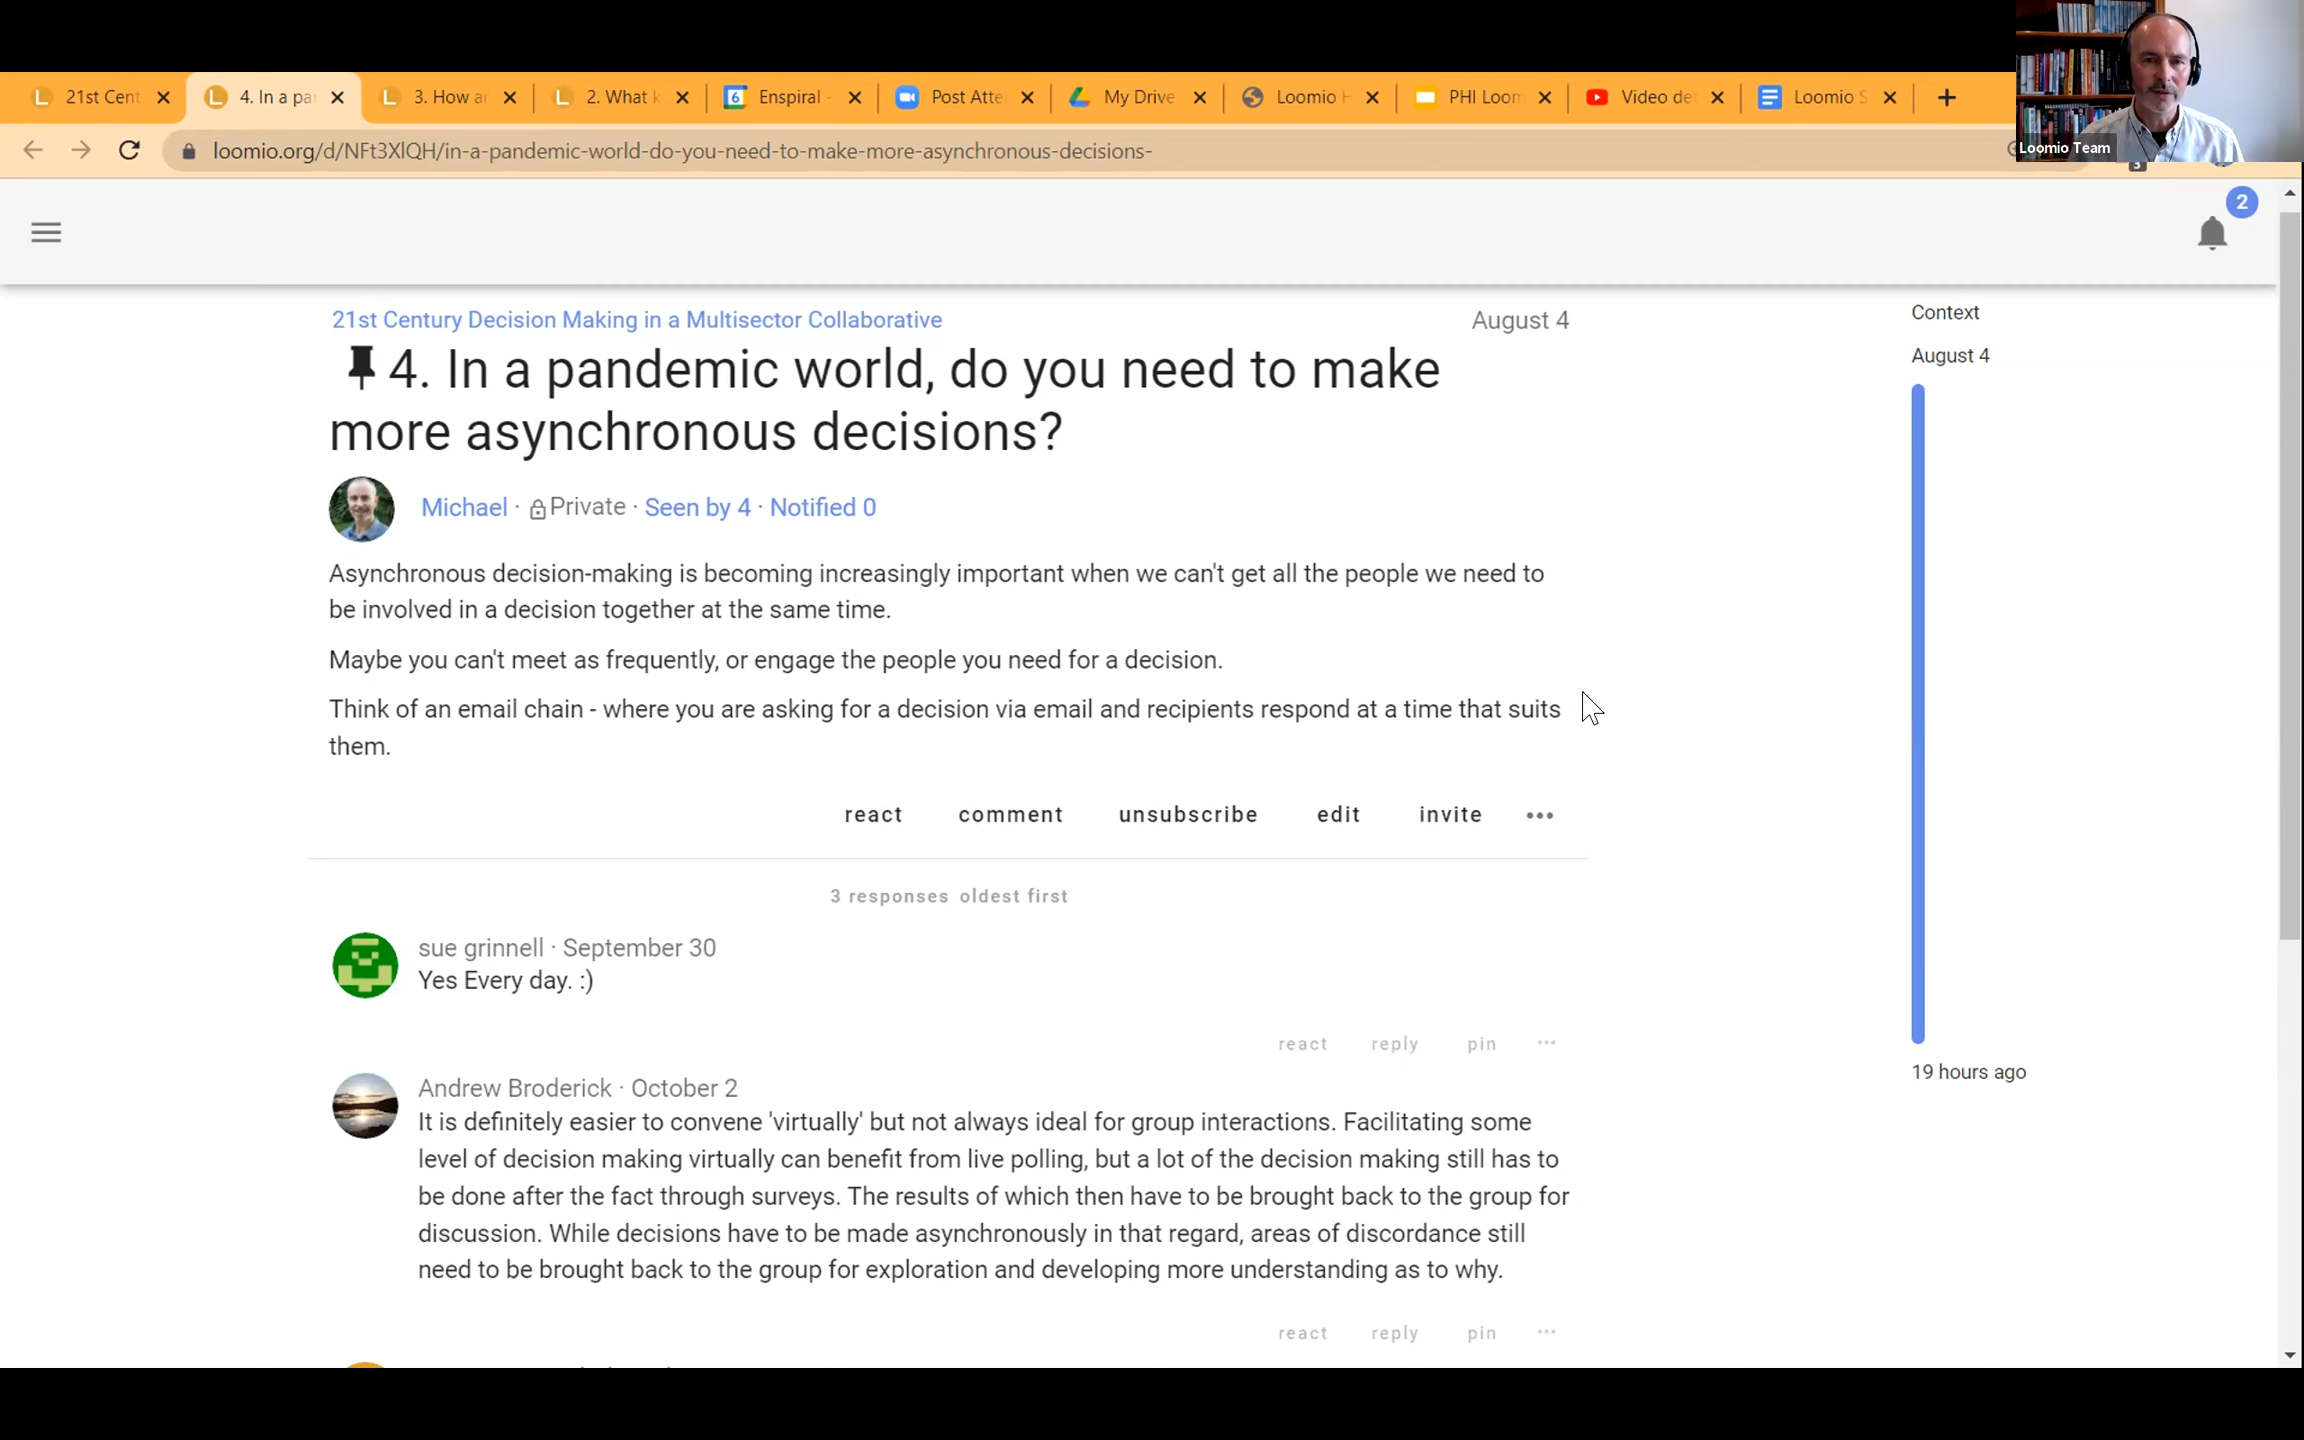 21st Cent
4. In a pa
3. How a
2. What k
6
Enspiral -
Post Atte
My Drive
Loomio H
PHI Loom
Video de
Loomio S
loomio.org/d/NFt3XlQH/in-a-pandemic-world-do-you-need-to-make-more-asynchronous-decisions-
Loomio Team
3
2
21st Century Decision Making in a Multisector Collaborative
August 4
4. In a pandemic world, do you need to make
more asynchronous decisions?
Michael · Private · Seen by 4 · Notified 0
Asynchronous decision-making is becoming increasingly important when we can't get all the people we need to
be involved in a decision together at the same time.
Maybe you can't meet as frequently, or engage the people you need for a decision.
Think of an email chain - where you are asking for a decision via email and recipients respond at a time that suits
them.
react comment unsubscribe edit invite
3 responses oldest first
sue grinnell · September 30
Yes Every day. :)
react reply pin
Andrew Broderick · October 2
It is definitely easier to convene 'virtually' but not always ideal for group interactions. Facilitating some
level of decision making virtually can benefit from live polling, but a lot of the decision making still has to
be done after the fact through surveys. The results of which then have to be brought back to the group for
discussion. While decisions have to be made asynchronously in that regard, areas of discordance still
need to be brought back to the group for exploration and developing more understanding as to why.
react reply pin
Context
August 4
19 hours ago